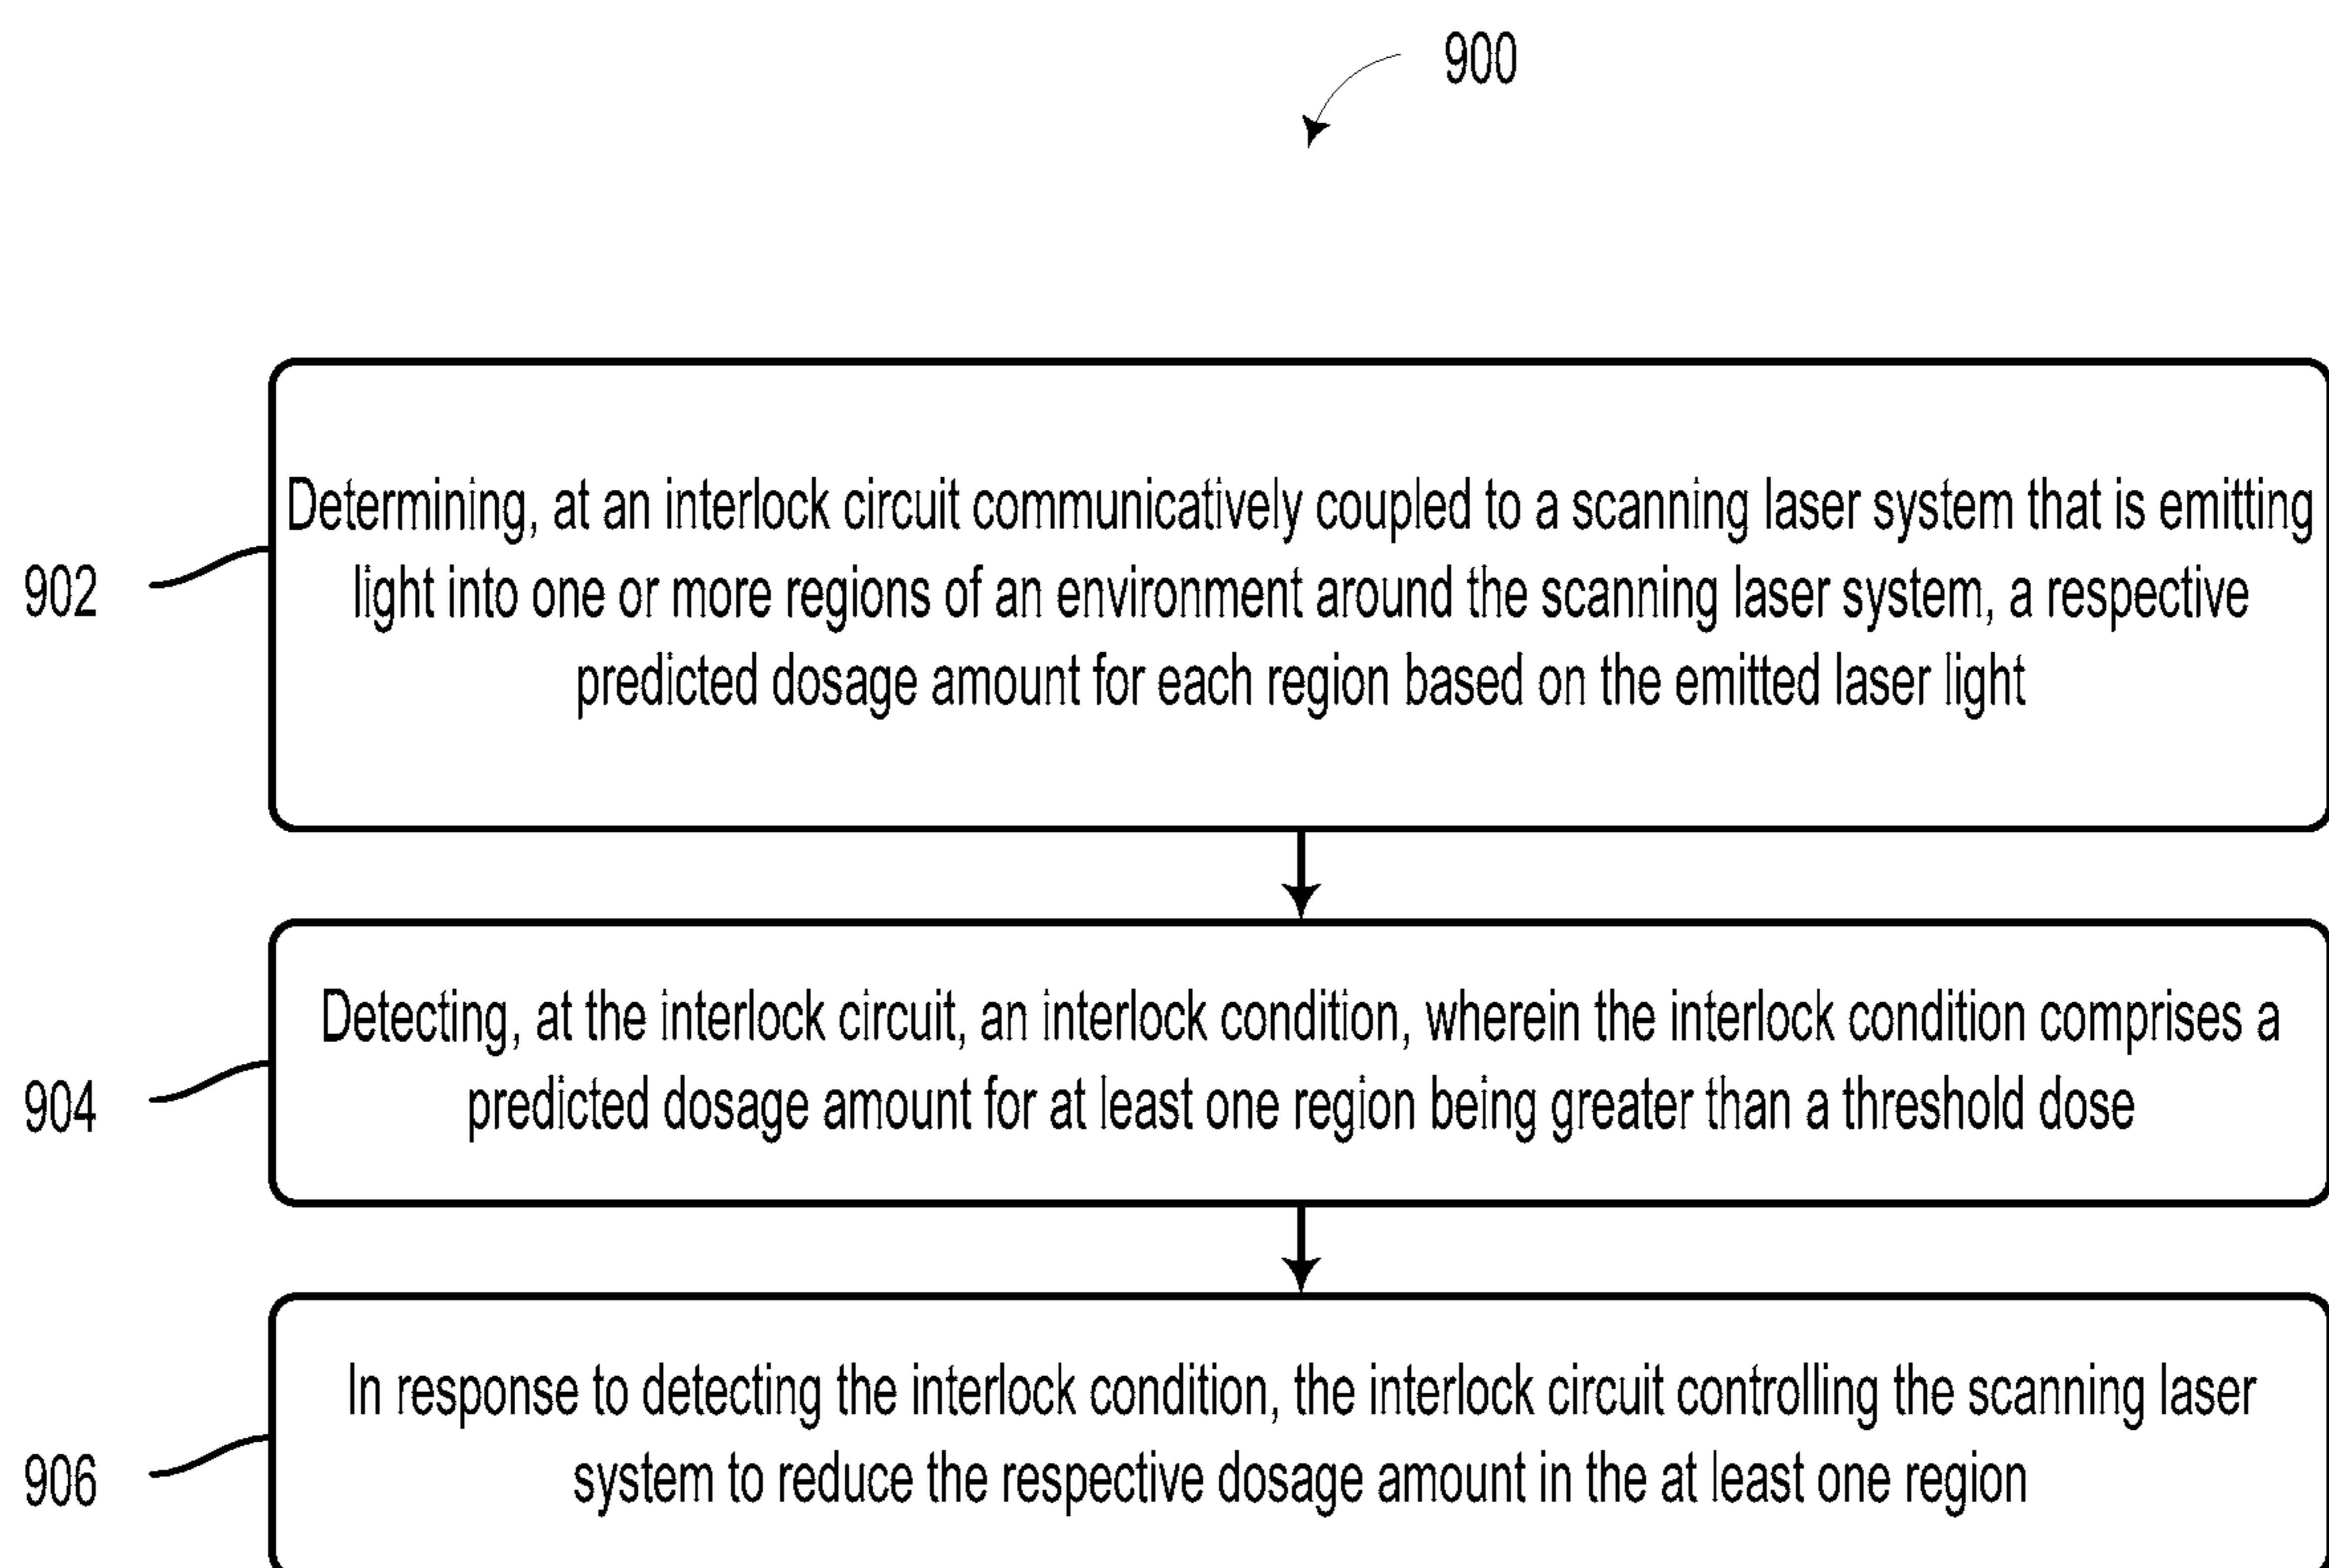 900
Determining, at an interlock circuit communicatively coupled to a scanning laser system that is emitting
light into one or more regions of an environment around the scanning laser system, a respective
predicted dosage amount for each region based on the emitted laser light
902
Detecting, at the interlock circuit, an interlock condition, wherein the interlock condition comprises a
predicted dosage amount for at least one region being greater than a threshold dose
904
In response to detecting the interlock condition, the interlock circuit controlling the scanning laser
system to reduce the respective dosage amount in the at least one region
906